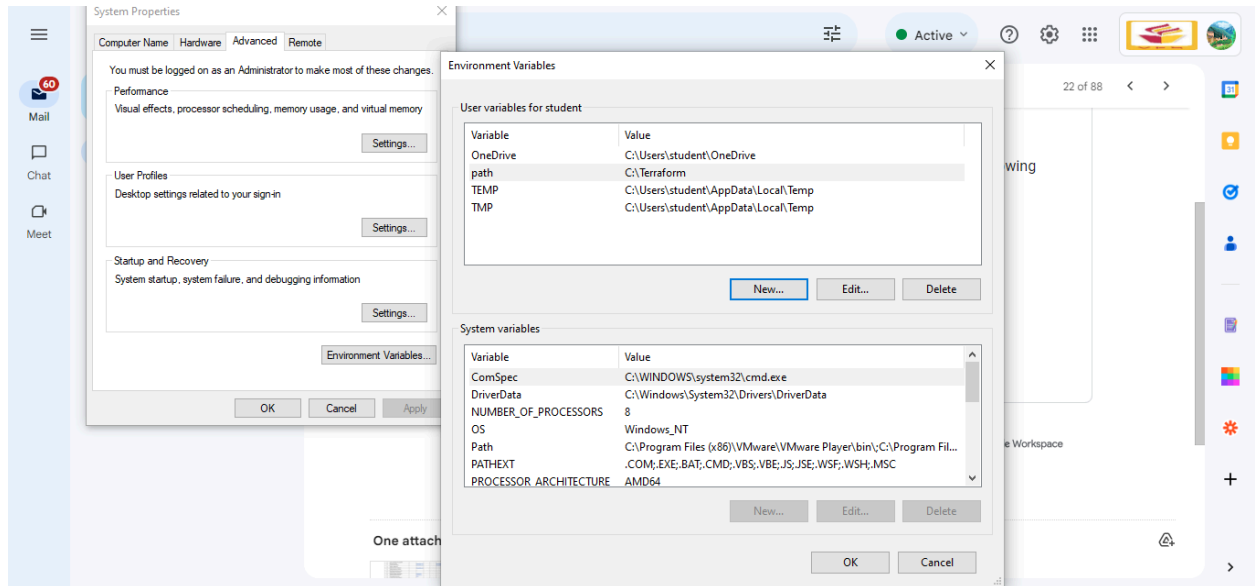 System Properties
Computer Name Hardware Advanced Remote
You must be logged on as an Administrator to make most of these changes.
Performance
Visual effects, processor scheduling, memory usage, and virtual memory
Settings...
User Profiles
Desktop settings related to your sign-in
Settings...
Startup and Recovery
System startup, system failure, and debugging information
Settings...
Environment Variables...
OK Cancel Apply
60
Mail
Chat
Meet
Active
22 of 88
31
wing
e Workspace
One attach
Environment Variables
User variables for student
Variable Value
OneDrive C:\Users\student\OneDrive
path C:\Terraform
TEMP C:\Users\student\AppData\Local\Temp
TMP C:\Users\student\AppData\Local\Temp
New... Edit... Delete
System variables
Variable Value
ComSpec C:\WINDOWS\system32\cmd.exe
DriverData C:\Windows\System32\Drivers\DriverData
NUMBER_OF_PROCESSORS 8
OS Windows_NT
Path C:\Program Files (x86)\VMware\VMware Player\bin\;C:\Program Fil...
PATHEXT .COM;.EXE;.BAT;.CMD;.VBS;.VBE;.JS;.JSE;.WSF;.WSH;.MSC
PROCESSOR_ARCHITECTURE AMD64
New... Edit... Delete
OK Cancel